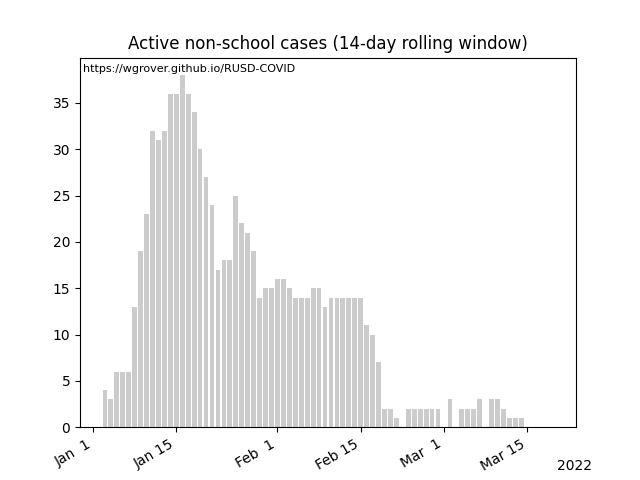 Active non-school cases (14-day rolling window)
https://wgrover.github.io/RUSD-COVID
35
30
25
20
15
10
5
0
Jan 1
Jan 15
Feb 1
Feb 15
Mar 1
Mar 15
2022